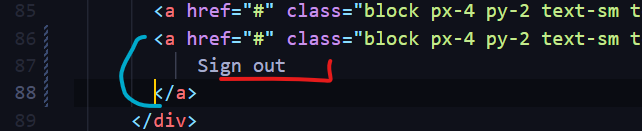 85 <a href="#" class="block px-4 py-2 text-sm t
86 <a href="#" class="block px-4 py-2 text-sm t
87 Sign out
88 </a>
89 </div>